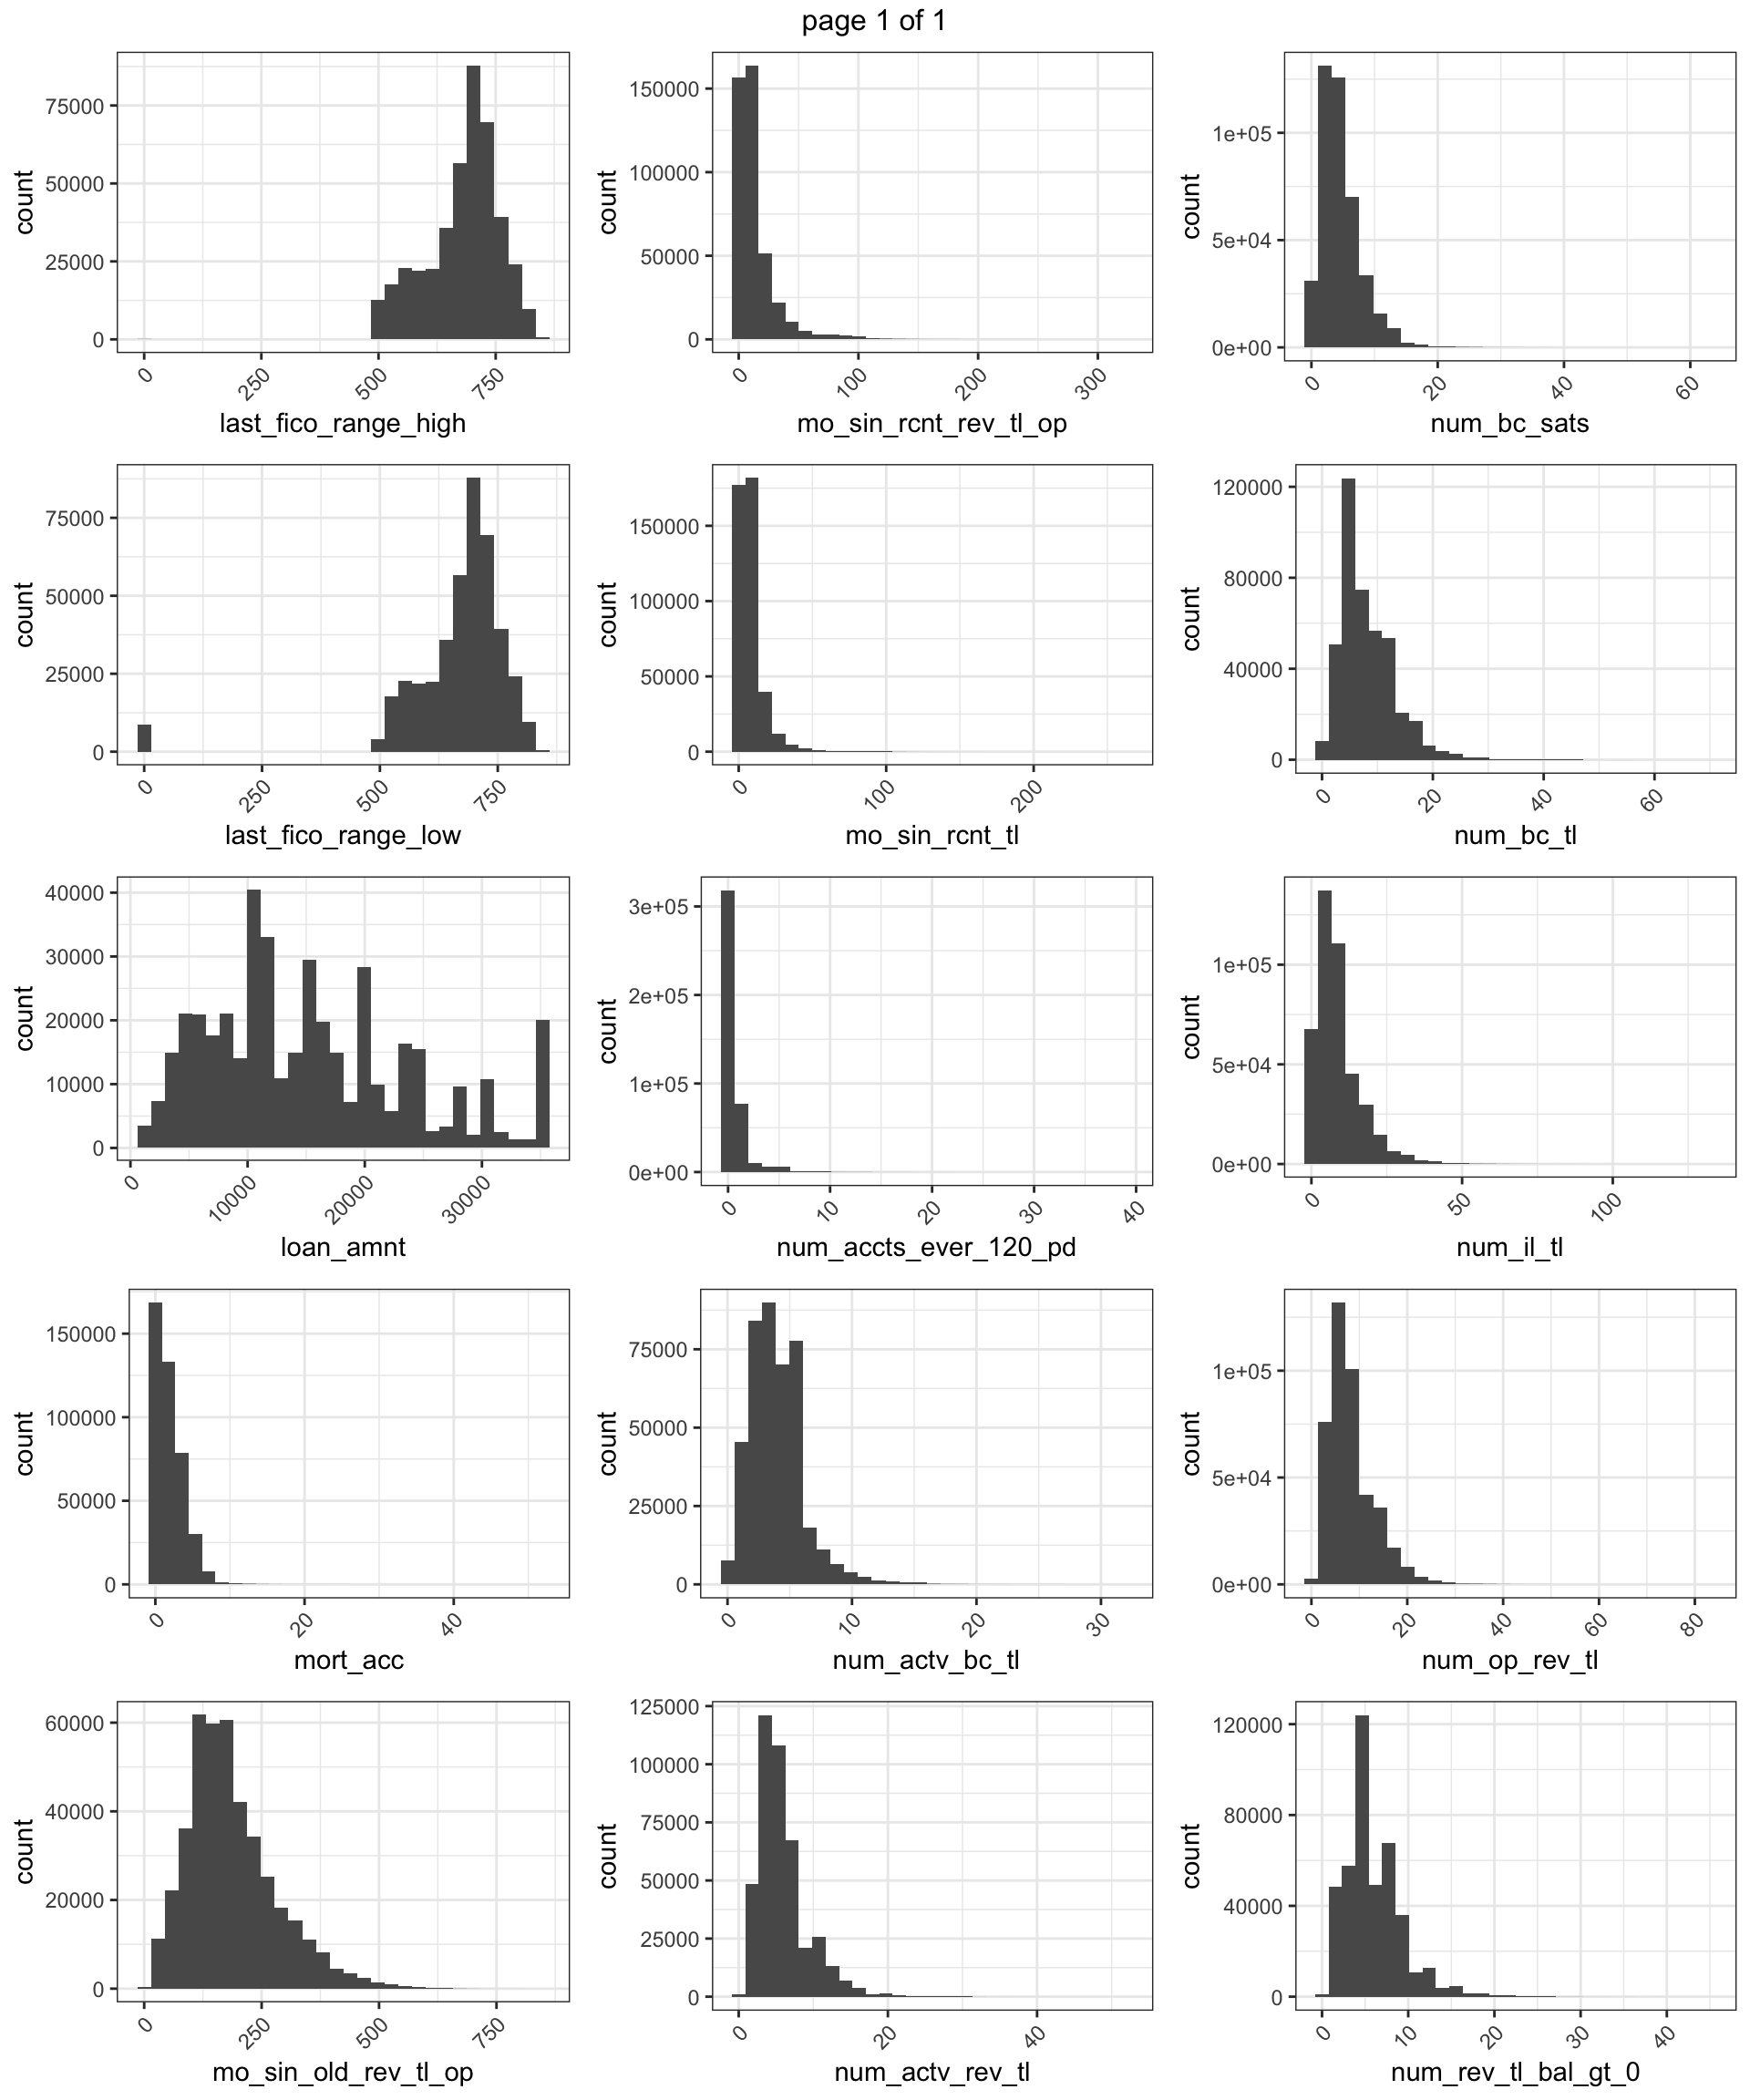 page 1 of 1
count
75000
50000
25000
0
0
250
500
750
last_fico_range_high
count
150000
100000
50000
0
0
100
200
300
mo_sin_rcnt_rev_tl_op
count
1e+05
5e+04
0e+00
0
20
40
60
num_bc_sats
count
75000
50000
25000
0
0
250
500
750
last_fico_range_low
count
150000
100000
50000
0
0
100
200
mo_sin_rcnt_tl
count
120000
80000
40000
0
0
20
40
60
num_bc_tl
count
40000
30000
20000
10000
0
0
10000
20000
30000
loan_amnt
count
3e+05
2e+05
1e+05
0e+00
0
10
20
30
40
num_accts_ever_120_pd
count
1e+05
5e+04
0e+00
0
50
100
num_il_tl
count
150000
100000
50000
0
0
20
40
mort_acc
count
75000
50000
25000
0
0
10
20
30
num_actv_bc_tl
count
1e+05
5e+04
0e+00
0
20
40
60
80
num_op_rev_tl
count
60000
40000
20000
0
0
250
500
750
mo_sin_old_rev_tl_op
count
125000
100000
75000
50000
25000
0
0
20
40
num_actv_rev_tl
count
120000
80000
40000
0
0
10
20
30
40
num_rev_tl_bal_gt_0